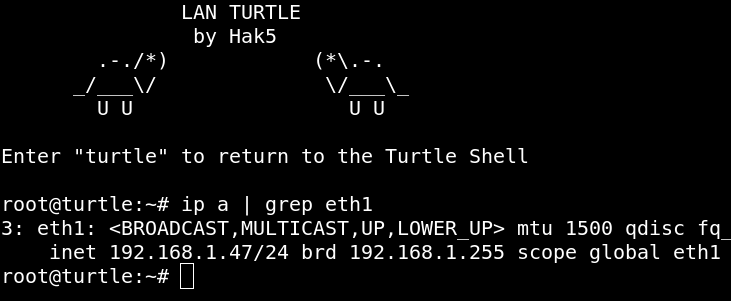 LAN TURTLE
by Hak5
.-./*)            (*\.-.
_/___\/              \/___\_
U U                  U U
Enter "turtle" to return to the Turtle Shell
root@turtle:~# ip a | grep eth1
3: eth1: <BROADCAST,MULTICAST,UP,LOWER_UP> mtu 1500 qdisc fq_
inet 192.168.1.47/24 brd 192.168.1.255 scope global eth1
root@turtle:~#